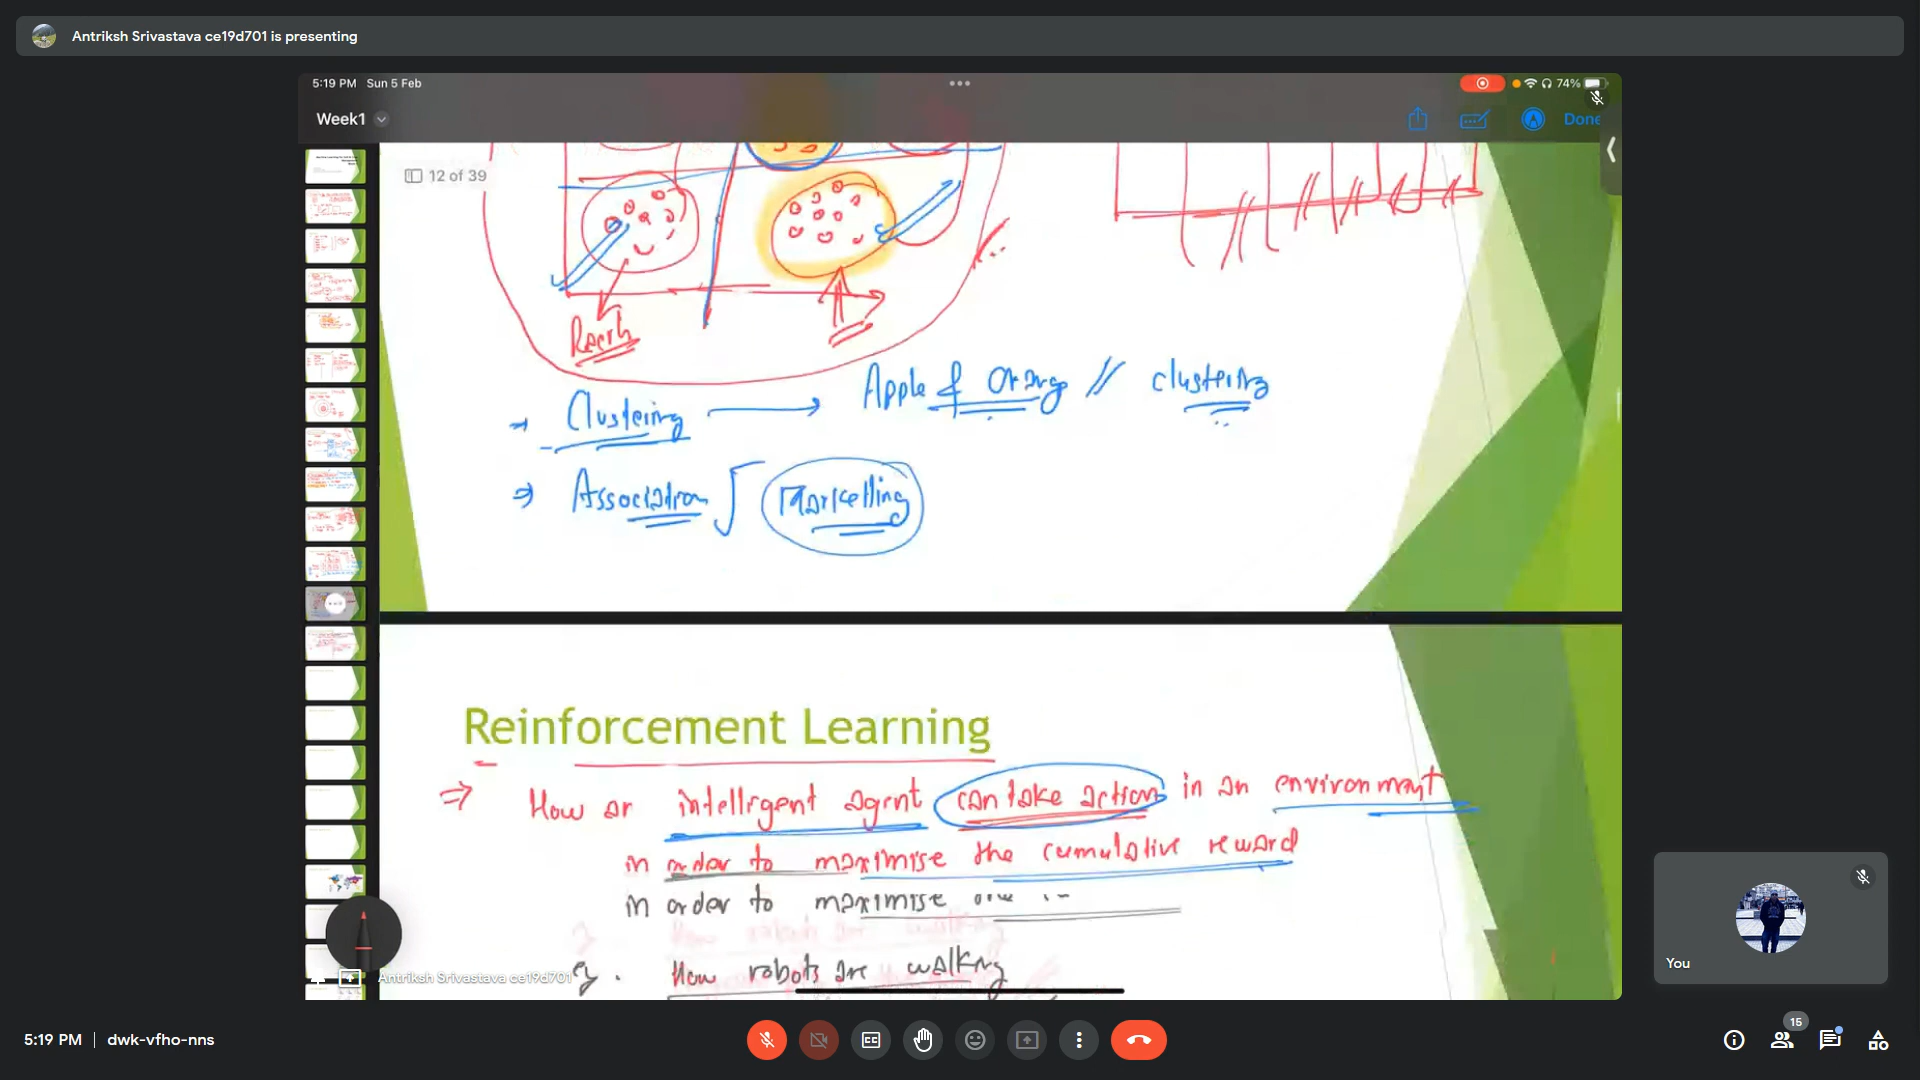 Antriksh Srivastava ce19d701 is presenting
5:19 PM Sun 5 Feb
74%
Week1
Done
12 of 39
Clustering → Apple & Orang // clustering
⇒ Association Marketting
Reinforcement Learning
⇒ How an intelligent agent can take action in an environment
in order to maximise the cumulative reward
in order to maximise
eg. How robots are walking
Antriksh Srivastava ce19d701
You
5:19 PM | dwk-vfho-nns
15